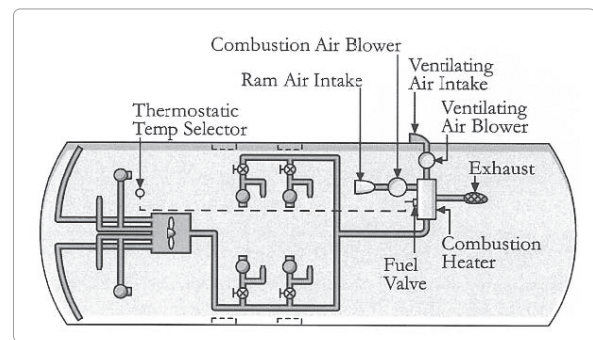 Combustion Air Blower
Ram Air Intake
Ventilating
Air Intake
Thermostatic
Temp Selector
Ventilating
Air Blower
Exhaust
Fuel
Valve
Combustion
Heater